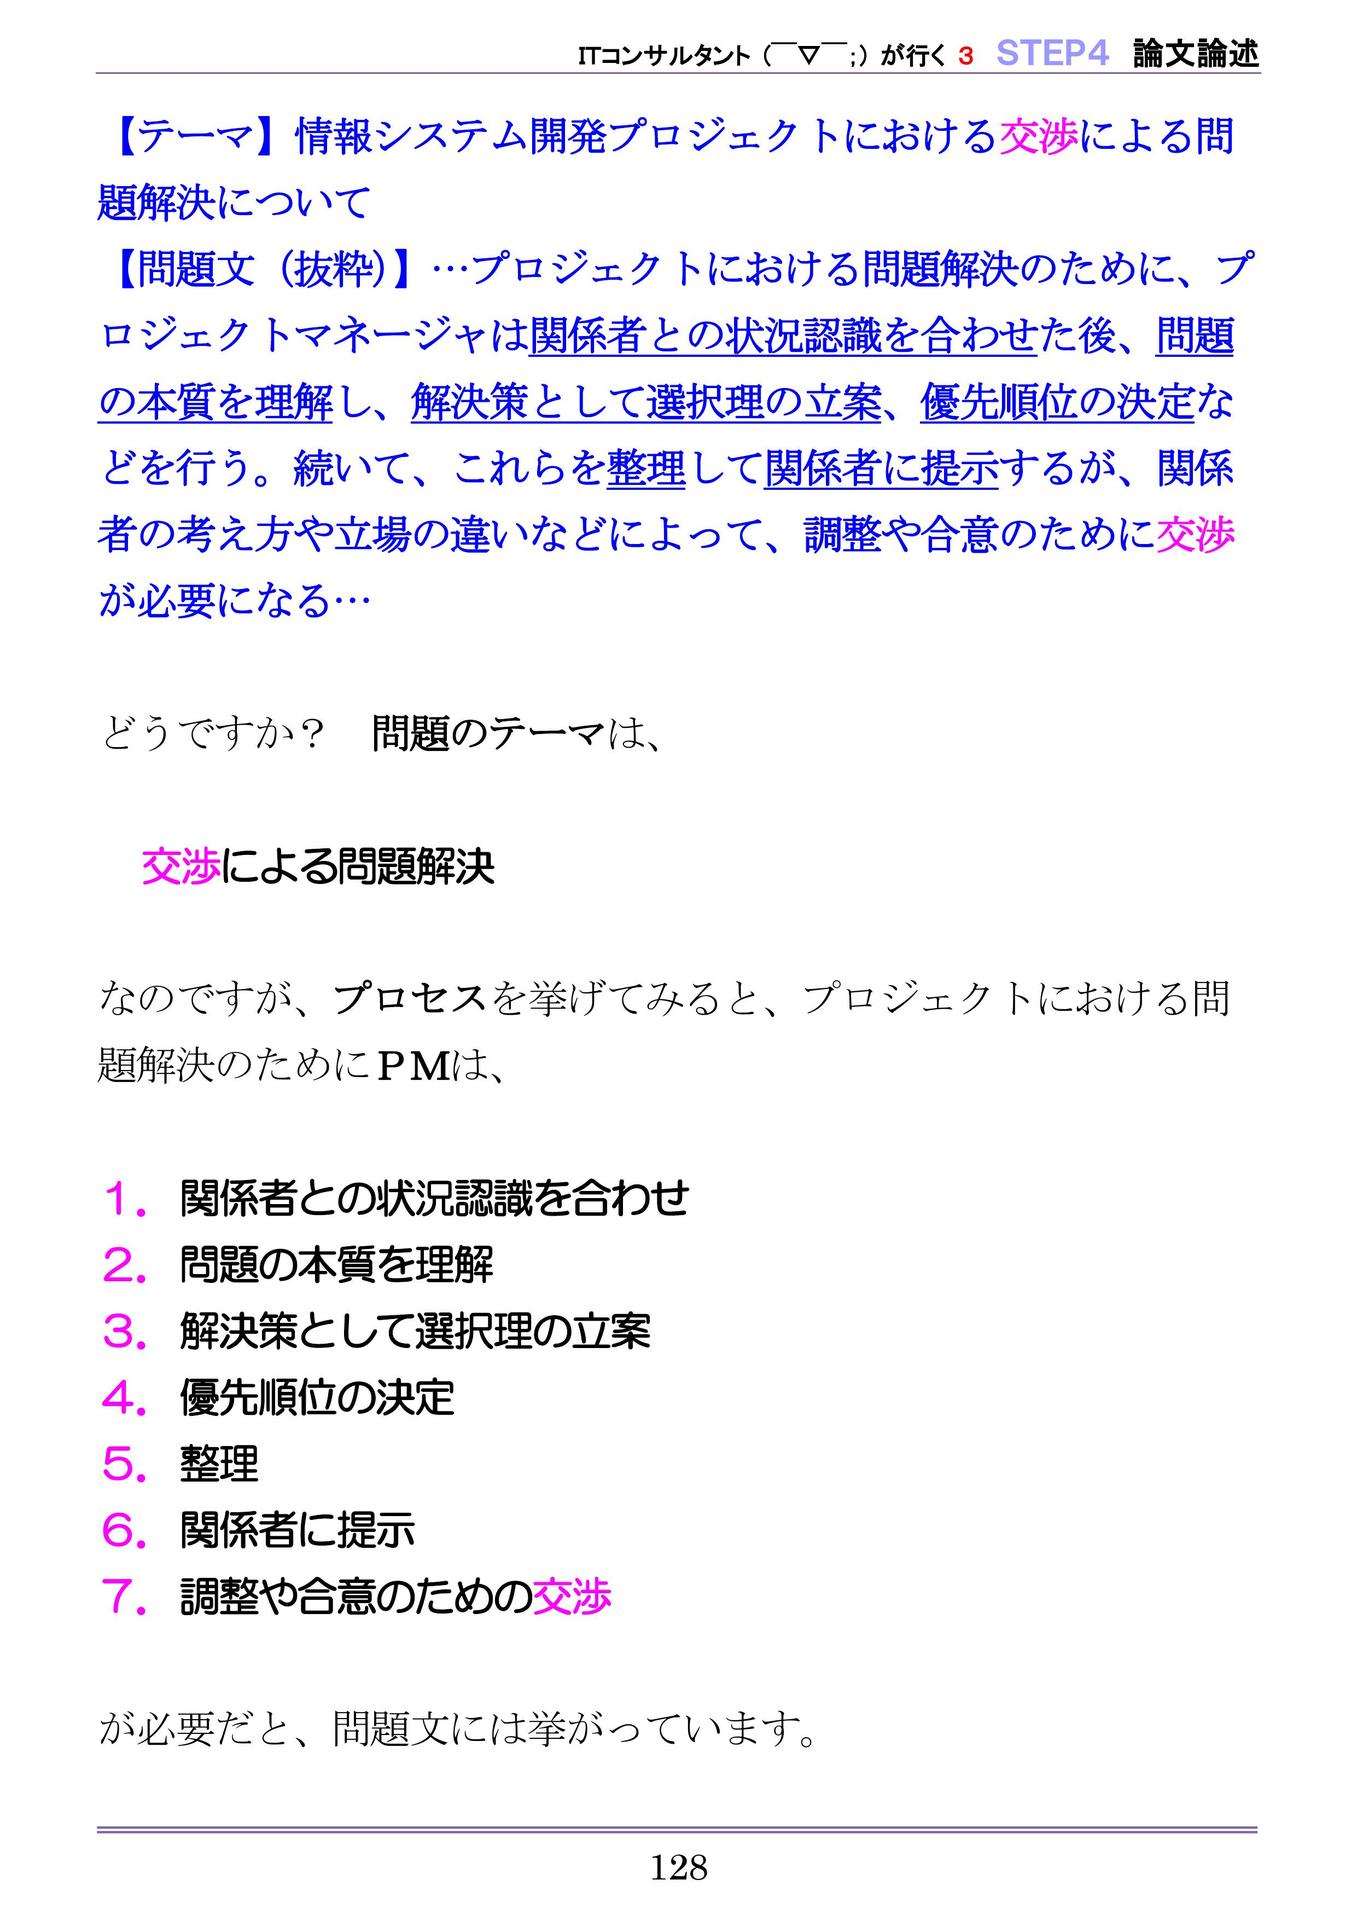 ITコンサルタント（￣▽￣；）が行く 3 STEP4 論文論述
【テーマ】情報システム開発プロジェクトにおける交渉による問
題解決について
【問題文（抜粋）】…プロジェクトにおける問題解決のために、プ
ロジェクトマネージャは関係者との状況認識を合わせた後、問題
の本質を理解し、解決策として選択理の立案、優先順位の決定な
どを行う。続いて、これらを整理して関係者に提示するが、関係
者の考え方や立場の違いなどによって、調整や合意のために交渉
が必要になる…
どうですか？　問題のテーマは、
交渉による問題解決
なのですが、プロセスを挙げてみると、プロジェクトにおける問
題解決のためにＰＭは、
１．関係者との状況認識を合わせ
２．問題の本質を理解
３．解決策として選択理の立案
４．優先順位の決定
５．整理
６．関係者に提示
７．調整や合意のための交渉
が必要だと、問題文には挙がっています。
128